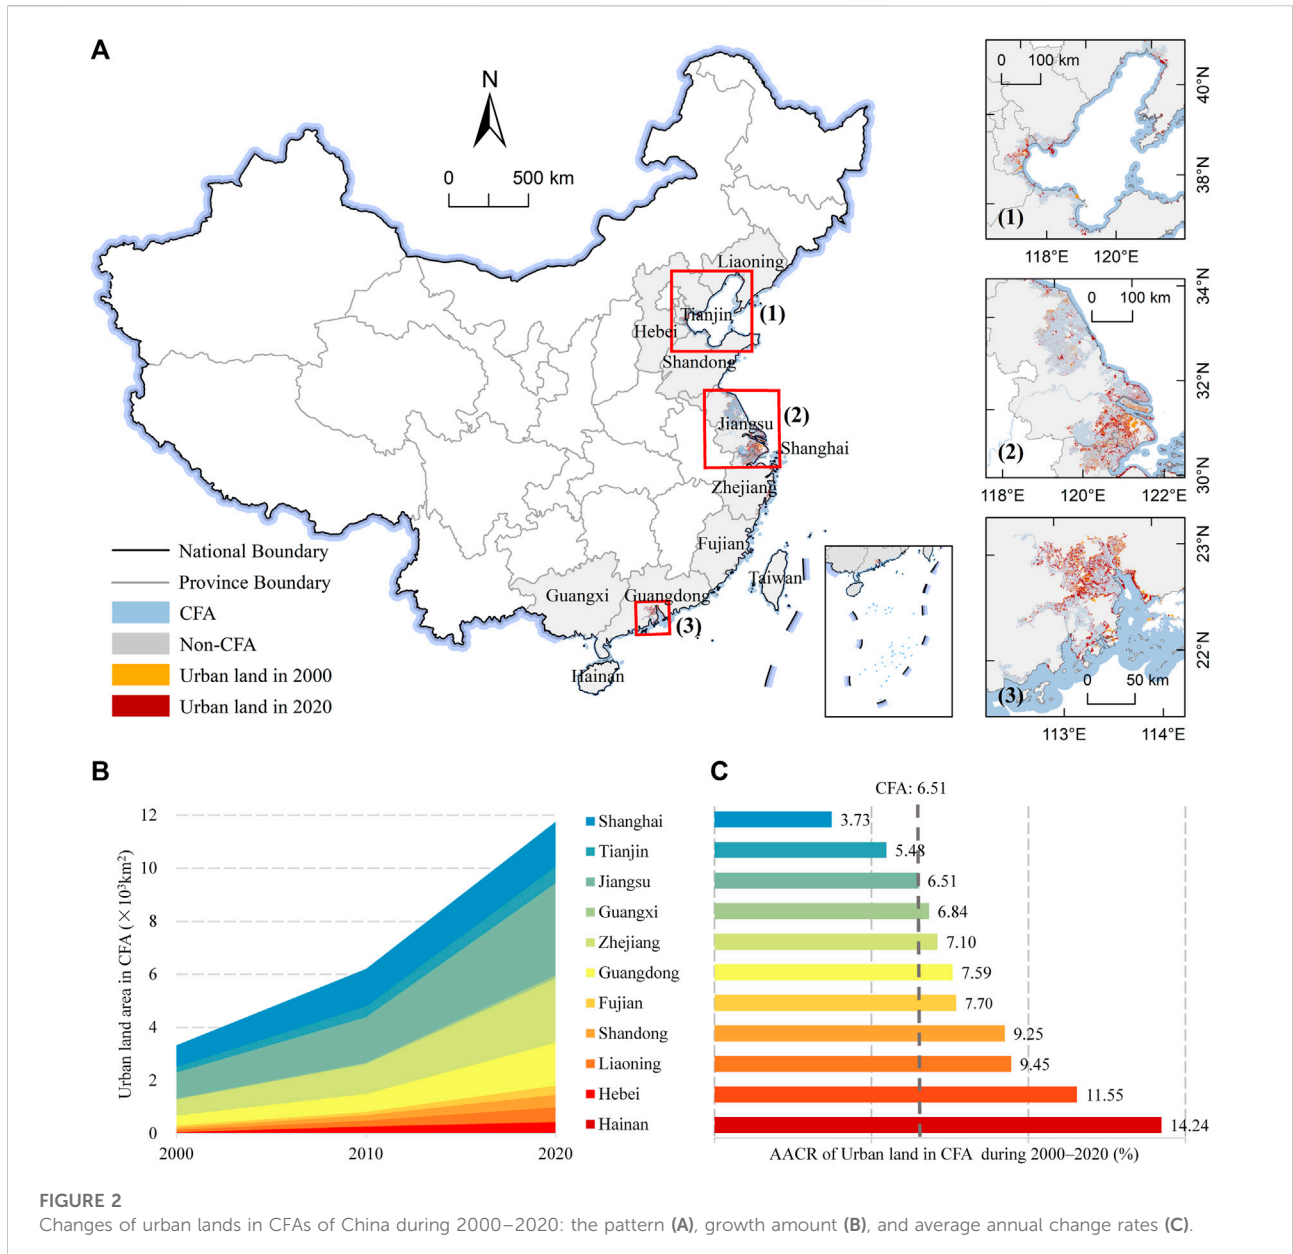 A
N
0 500 km
Liaoning
Tianjin
(1)
Hebei
Shandong
(2)
Jiangsu
Shanghai
Zhejiang
Fujian
Taiwan
Guangxi
Guangdong
(3)
Hainan
National Boundary
Province Boundary
CFA
Non-CFA
Urban land in 2000
Urban land in 2020
0 100 km
40°N
38°N
(1)
118°E 120°E
34°N
0 100 km
32°N
(2)
30°N
118°E 120°E 122°E
23°N
22°N
0 50 km
(3)
113°E 114°E
B
Urban land area in CFA (×10³km²)
12
10
8
6
4
2
0
2000 2010 2020
Shanghai
Tianjin
Jiangsu
Guangxi
Zhejiang
Guangdong
Fujian
Shandong
Liaoning
Hebei
Hainan
C
CFA: 6.51
3.73
5.48
6.51
6.84
7.10
7.59
7.70
9.25
9.45
11.55
14.24
AACR of Urban land in CFA during 2000–2020 (%)
FIGURE 2
Changes of urban lands in CFAs of China during 2000–2020: the pattern (A), growth amount (B), and average annual change rates (C).